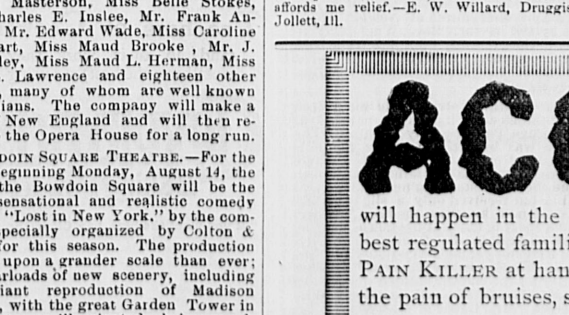 Masterson, Miss Belle Stokes,
harles E. Inslee, Mr. Frank An-
Mr. Edward Wade, Miss Caroline
art, Miss Maud Brooke, Mr. J.
ley, Miss Maud L. Herman, Miss
. Lawrence and eighteen other
, many of whom are well known
ians. The company will make a
New England and will then re-
the Opera House for a long run.
DOIN SQUARE THEATRE.—For the
eginning Monday, August 14, the
the Bowdoin Square will be the
sensational and realistic comedy
"Lost in New York," by the com-
pecially organized by Colton &
for this season. The production
upon a grander scale than ever;
arloads of new scenery, including
iant reproduction of Madison
, with the great Garden Tower in
affords me relief.—E. W. Willard, Druggis
Jollett, Ill.
ACC
will happen in the
best regulated famili
PAIN KILLER at han
the pain of bruises, s